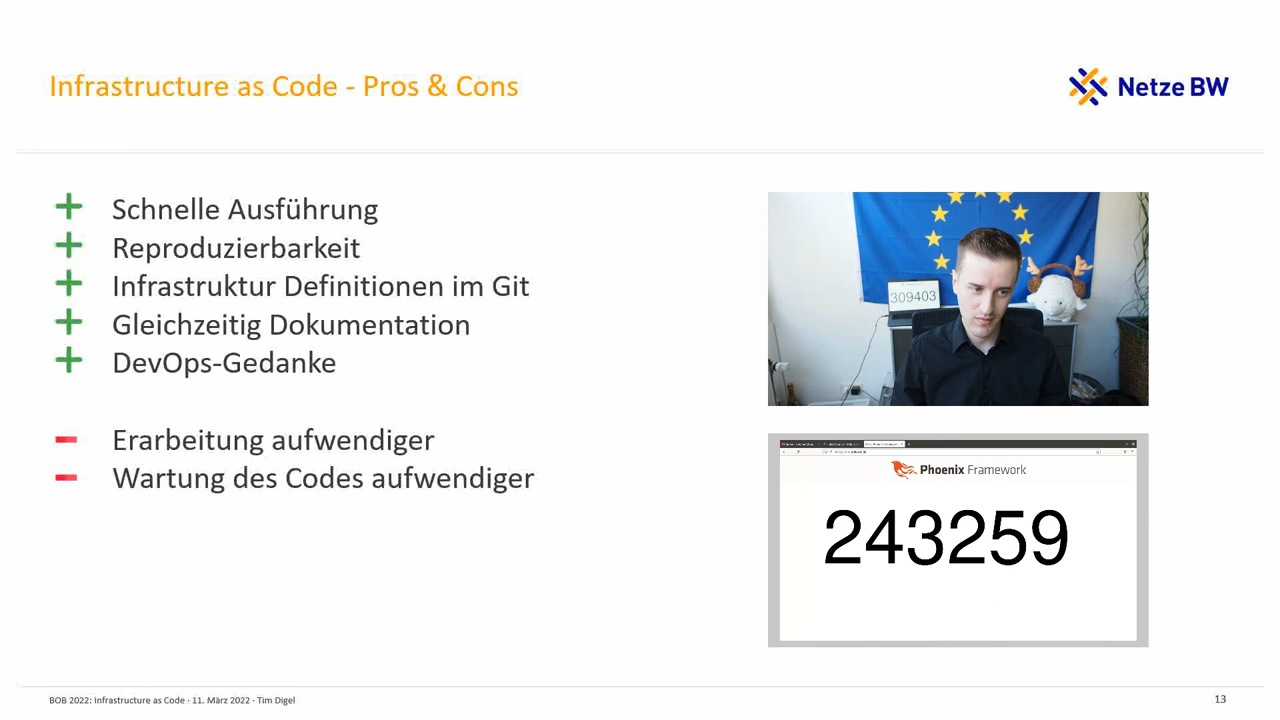 Infrastructure as Code - Pros & Cons
Netze BW
Schnelle Ausführung
Reproduzierbarkeit
Infrastruktur Definitionen im Git
Gleichzeitig Dokumentation
DevOps-Gedanke
Erarbeitung aufwendiger
Wartung des Codes aufwendiger
309403
Phoenix Framework
243259
BOB 2022: Infrastructure as Code · 11. März 2022 · Tim Digel
13